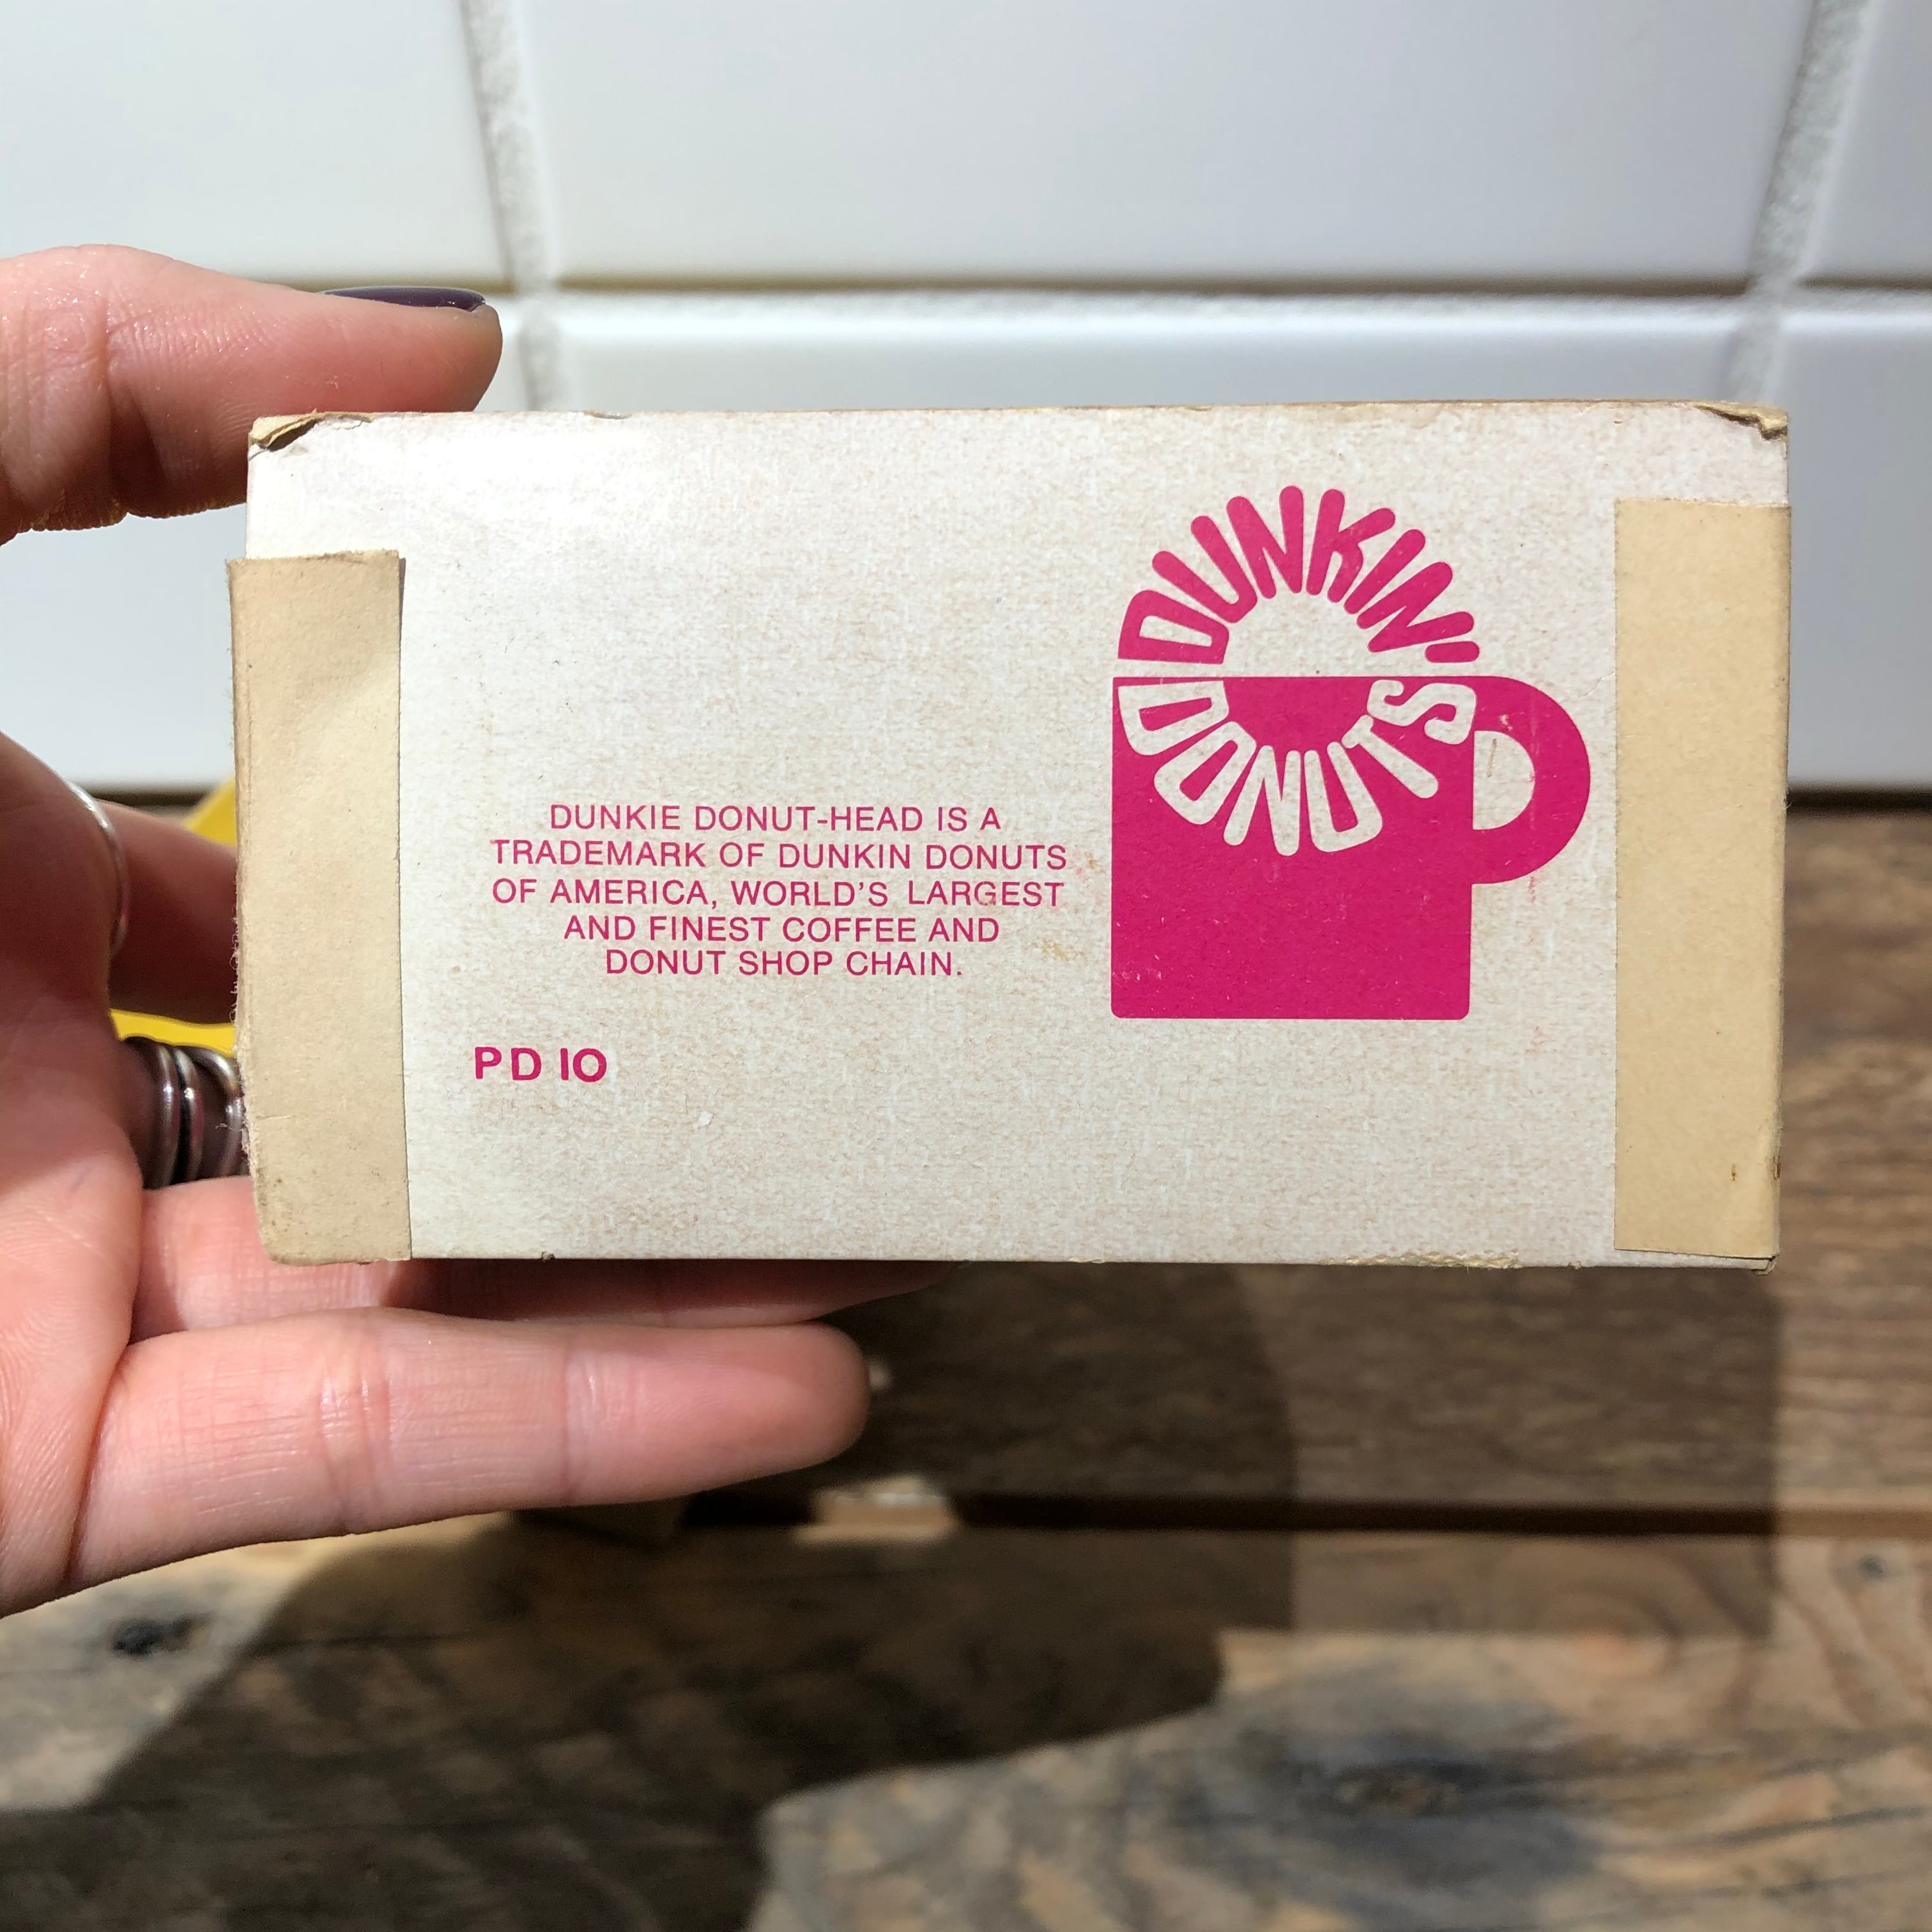 DUNKIN'
DONUTS
DUNKIE DONUT-HEAD IS A
TRADEMARK OF DUNKIN DONUTS
OF AMERICA, WORLD'S LARGEST
AND FINEST COFFEE AND
DONUT SHOP CHAIN.
PD 10